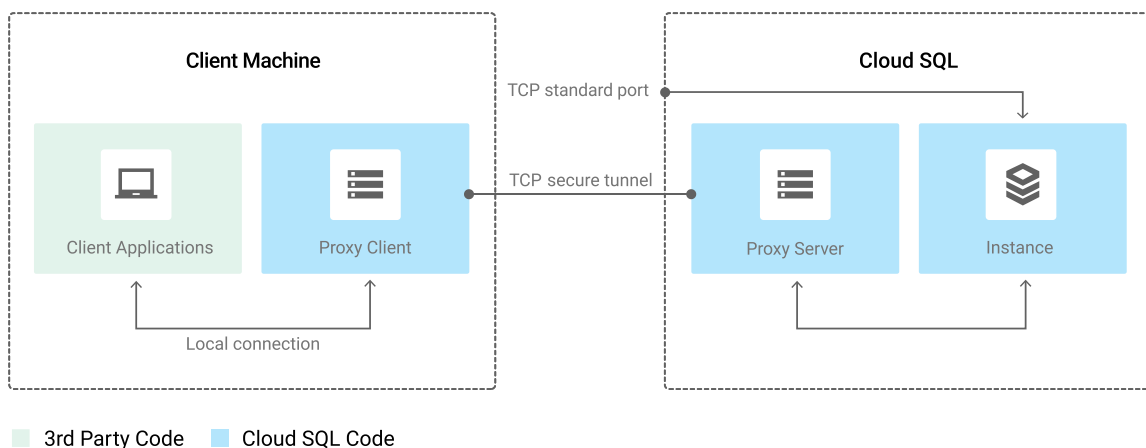 Client Machine
Cloud SQL
TCP standard port
TCP secure tunnel
Client Applications
Proxy Client
Proxy Server
Instance
Local connection
3rd Party Code
Cloud SQL Code